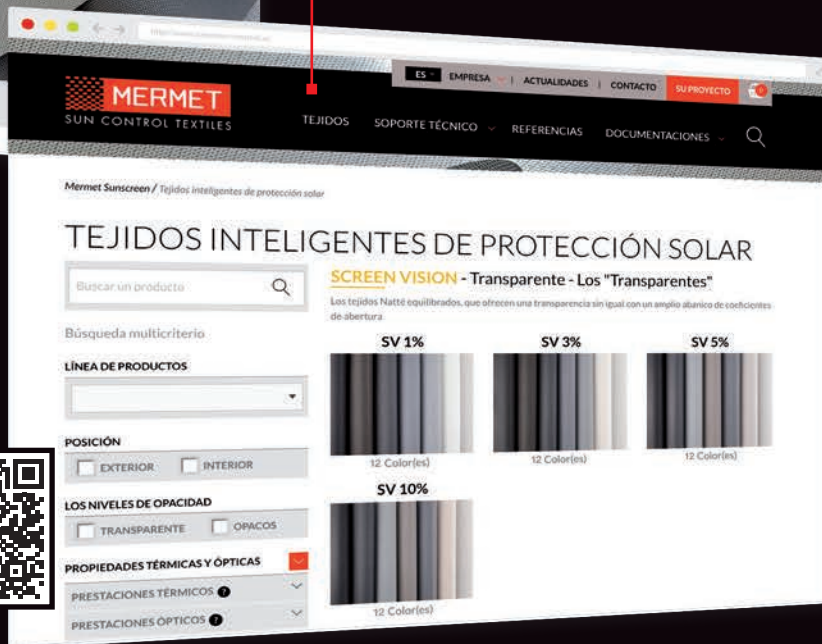 ES EMPRESA | ACTUALIDADES | CONTACTO SU PROYECTO 0
MERMET
SUN CONTROL TEXTILES
TEJIDOS SOPORTE TÉCNICO REFERENCIAS DOCUMENTACIONES
Mermet Sunscreen / Tejidos inteligentes de protección solar
TEJIDOS INTELIGENTES DE PROTECCIÓN SOLAR
Buscar un producto
SCREEN VISION - Transparente - Los "Transparentes"
Los tejidos Natté equilibrados, que ofrecen una transparencia sin igual con un amplio abanico de coeficientes
de abertura
Búsqueda multicriterio
SV 1% SV 3% SV 5%
LÍNEA DE PRODUCTOS
POSICIÓN
EXTERIOR INTERIOR
12 Color(es) 12 Color(es) 12 Color(es)
LOS NIVELES DE OPACIDAD
SV 10%
TRANSPARENTE OPACOS
PROPIEDADES TÉRMICAS Y ÓPTICAS
PRESTACIONES TÉRMICOS ?
PRESTACIONES ÓPTICOS ?
12 Color(es)